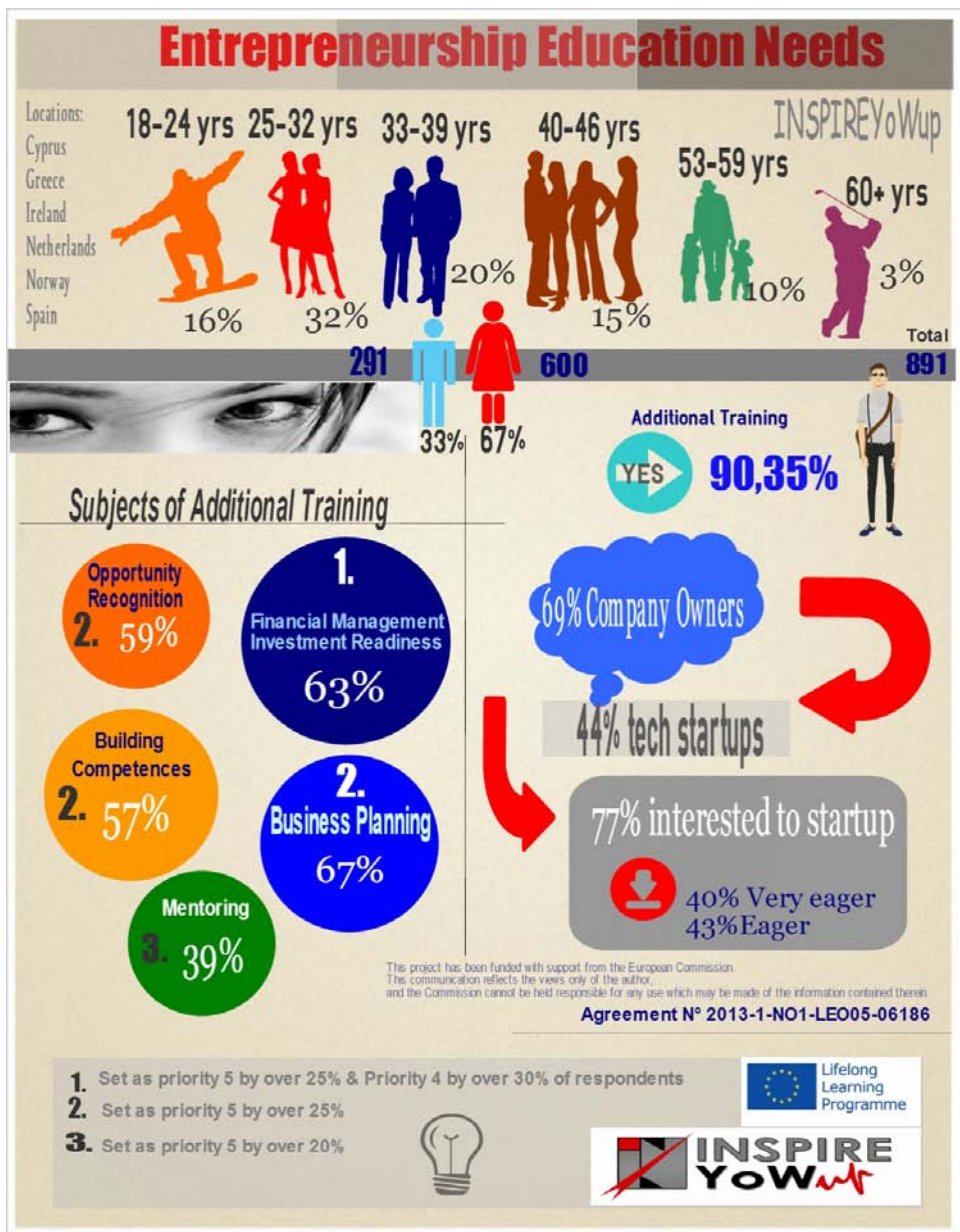 Entrepreneurship Education Needs
Locations:
Cyprus
Greece
Ireland
Netherlands
Norway
Spain
INSPIREYoWup
18-24 yrs
16%
25-32 yrs
32%
33-39 yrs
20%
40-46 yrs
15%
53-59 yrs
10%
60+ yrs
3%
Total
291
600
891
33%
67%
Additional Training
YES
90,35%
Subjects of Additional Training
Opportunity
Recognition
2. 59%
1.
Financial Management
Investment Readiness
63%
Building
Competences
2. 57%
2.
Business Planning
67%
Mentoring
3. 39%
69% Company Owners
44% tech startups
77% interested to startup
40% Very eager
43%Eager
This project has been funded with support from the European Commission.
This communication reflects the views only of the author,
and the Commission cannot be held responsible for any use which may be made of the information contained therein
Agreement N° 2013-1-NO1-LEO05-06186
1. Set as priority 5 by over 25% & Priority 4 by over 30% of respondents
2. Set as priority 5 by over 25%
3. Set as priority 5 by over 20%
Lifelong
Learning
Programme
INSPIRE
YoWup